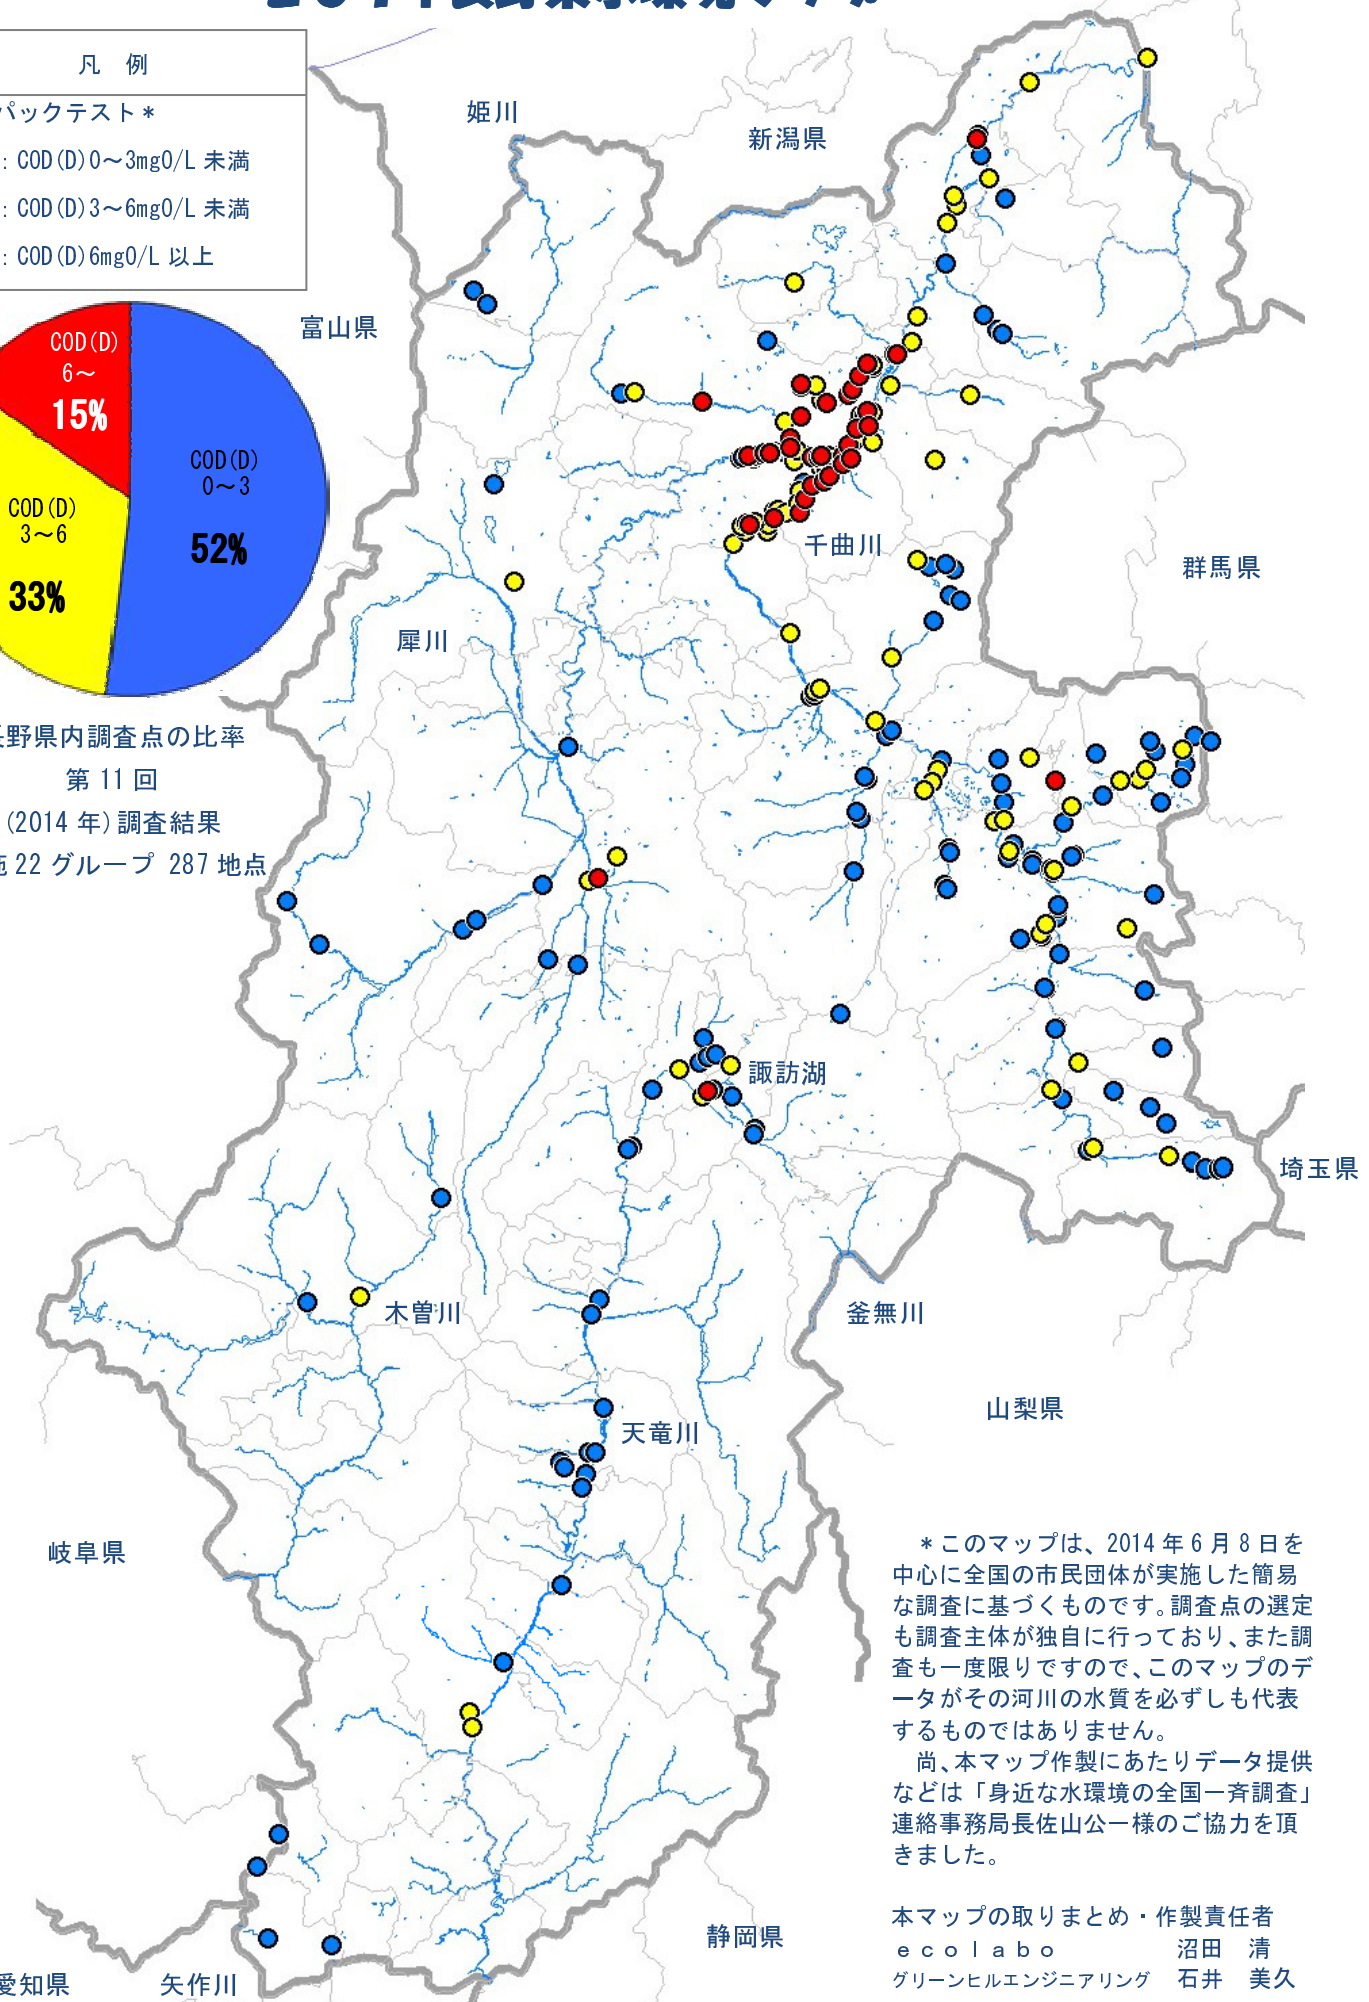 凡 例
パックテスト*
: COD(D)0～3mgO/L 未満
: COD(D)3～6mgO/L 未満
: COD(D)6mgO/L 以上
COD(D)
6～
15%
COD(D)
0～3
52%
COD(D)
3～6
33%
野県内調査点の比率
第 11 回
(2014 年)調査結果
22 グループ 287 地点
姫川
新潟県
富山県
千曲川
群馬県
犀川
諏訪湖
埼玉県
木曽川
釜無川
山梨県
天竜川
岐阜県
静岡県
愛知県
矢作川
*このマップは、2014年6月8日を
中心に全国の市民団体が実施した簡易
な調査に基づくものです。調査点の選定
も調査主体が独自に行っており、また調
査も一度限りですので、このマップのデ
ータがその河川の水質を必ずしも代表
するものではありません。
尚、本マップ作製にあたりデータ提供
などは「身近な水環境の全国一斉調査」
連絡事務局長佐山公一様のご協力を頂
きました。
本マップの取りまとめ・作製責任者
ecolabo 沼田 清
グリーンヒルエンジニアリング 石井 美久